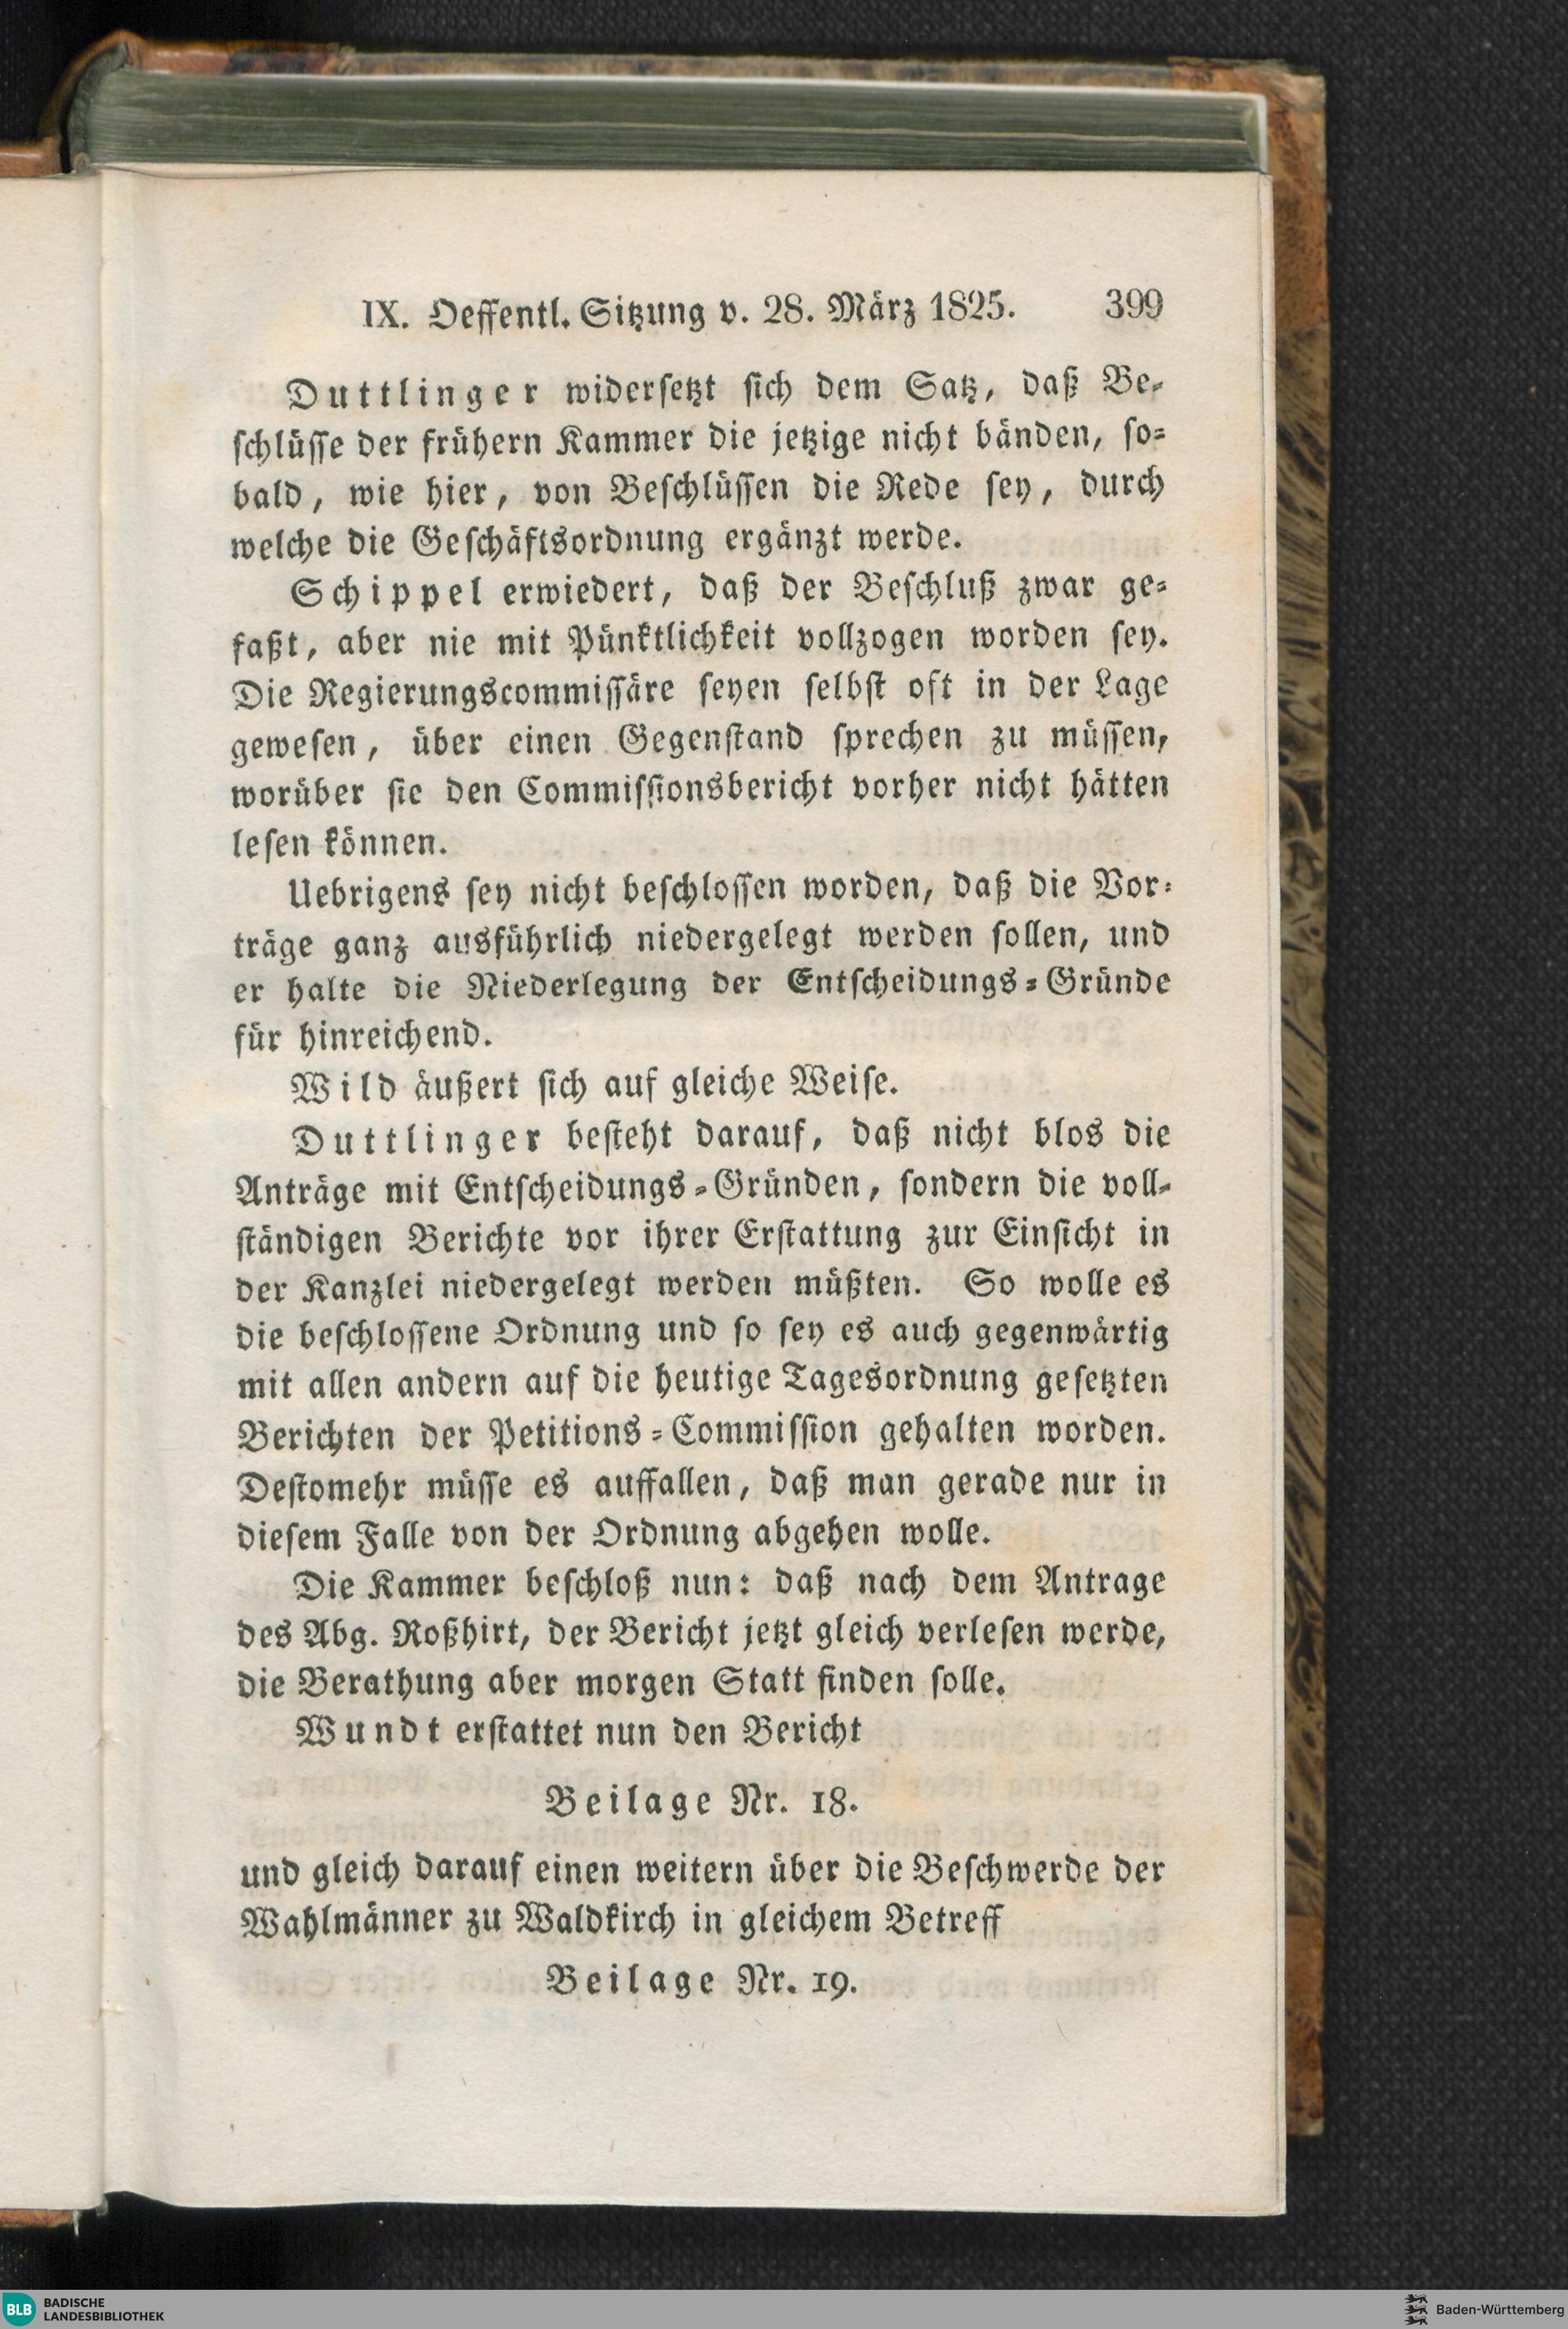 IX. Oeffentl. Sitzung v. 28. März 1825. 399
Duttlinger widersetzt sich dem Satz, daß Be-
schlüsse der frühern Kammer die jetzige nicht bänden, so-
bald, wie hier, von Beschlüssen die Rede sey, durch
welche die Geschäftsordnung ergänzt werde.
Schippel erwiedert, daß der Beschluß zwar ge-
faßt, aber nie mit Pünktlichkeit vollzogen worden sey.
Die Regierungscommissäre seyen selbst oft in der Lage
gewesen, über einen Gegenstand sprechen zu müssen,
worüber sie den Commissionsbericht vorher nicht hätten
lesen können.
Uebrigens sey nicht beschlossen worden, daß die Vor-
träge ganz ausführlich niedergelegt werden sollen, und
er halte die Niederlegung der Entscheidungs-Gründe
für hinreichend.
Wild äußert sich auf gleiche Weise.
Duttlinger besteht darauf, daß nicht blos die
Anträge mit Entscheidungs-Gründen, sondern die voll-
ständigen Berichte vor ihrer Erstattung zur Einsicht in
der Kanzlei niedergelegt werden müßten. So wolle es
die beschlossene Ordnung und so sey es auch gegenwärtig
mit allen andern auf die heutige Tagesordnung gesetzten
Berichten der Petitions-Commission gehalten worden.
Destomehr müsse es auffallen, daß man gerade nur in
diesem Falle von der Ordnung abgehen wolle.
Die Kammer beschloß nun: daß nach dem Antrage
des Abg. Roßhirt, der Bericht jetzt gleich verlesen werde,
die Berathung aber morgen Statt finden solle.
Wundt erstattet nun den Bericht
Beilage Nr. 18.
und gleich darauf einen weitern über die Beschwerde der
Wahlmänner zu Waldkirch in gleichem Betreff
Beilage Nr. 19.
BLB BADISCHE
LANDESBIBLIOTHEK
Baden-Württemberg